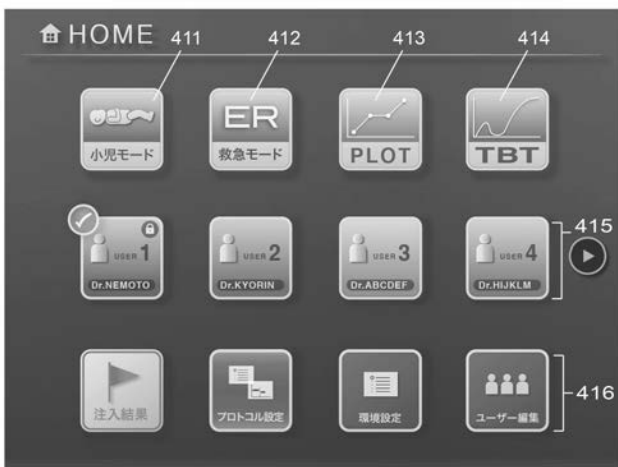 HOME
411
412
413
414
小児モード
ER
救急モード
PLOT
TBT
415
USER 1
Dr.NEMOTO
USER 2
Dr.KYORIN
USER 3
Dr.ABCDEF
USER 4
Dr.HIJKLM
416
注入結果
プロトコル設定
環境設定
ユーザー編集